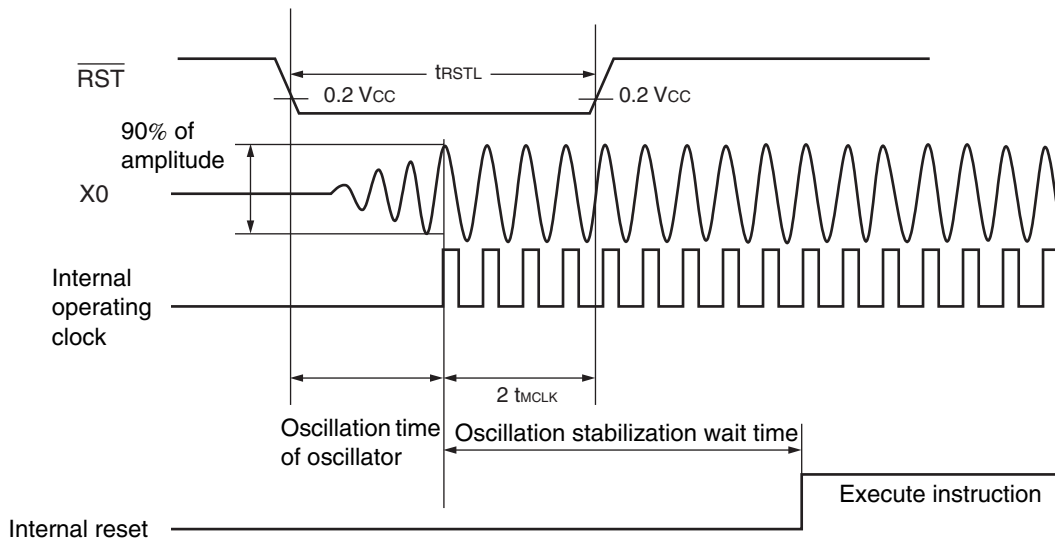 RST
tRSTL
0.2 VCC
0.2 VCC
90% of
amplitude
X0
Internal
operating
clock
2 tMCLK
Oscillation time
of oscillator
Oscillation stabilization wait time
Execute instruction
Internal reset